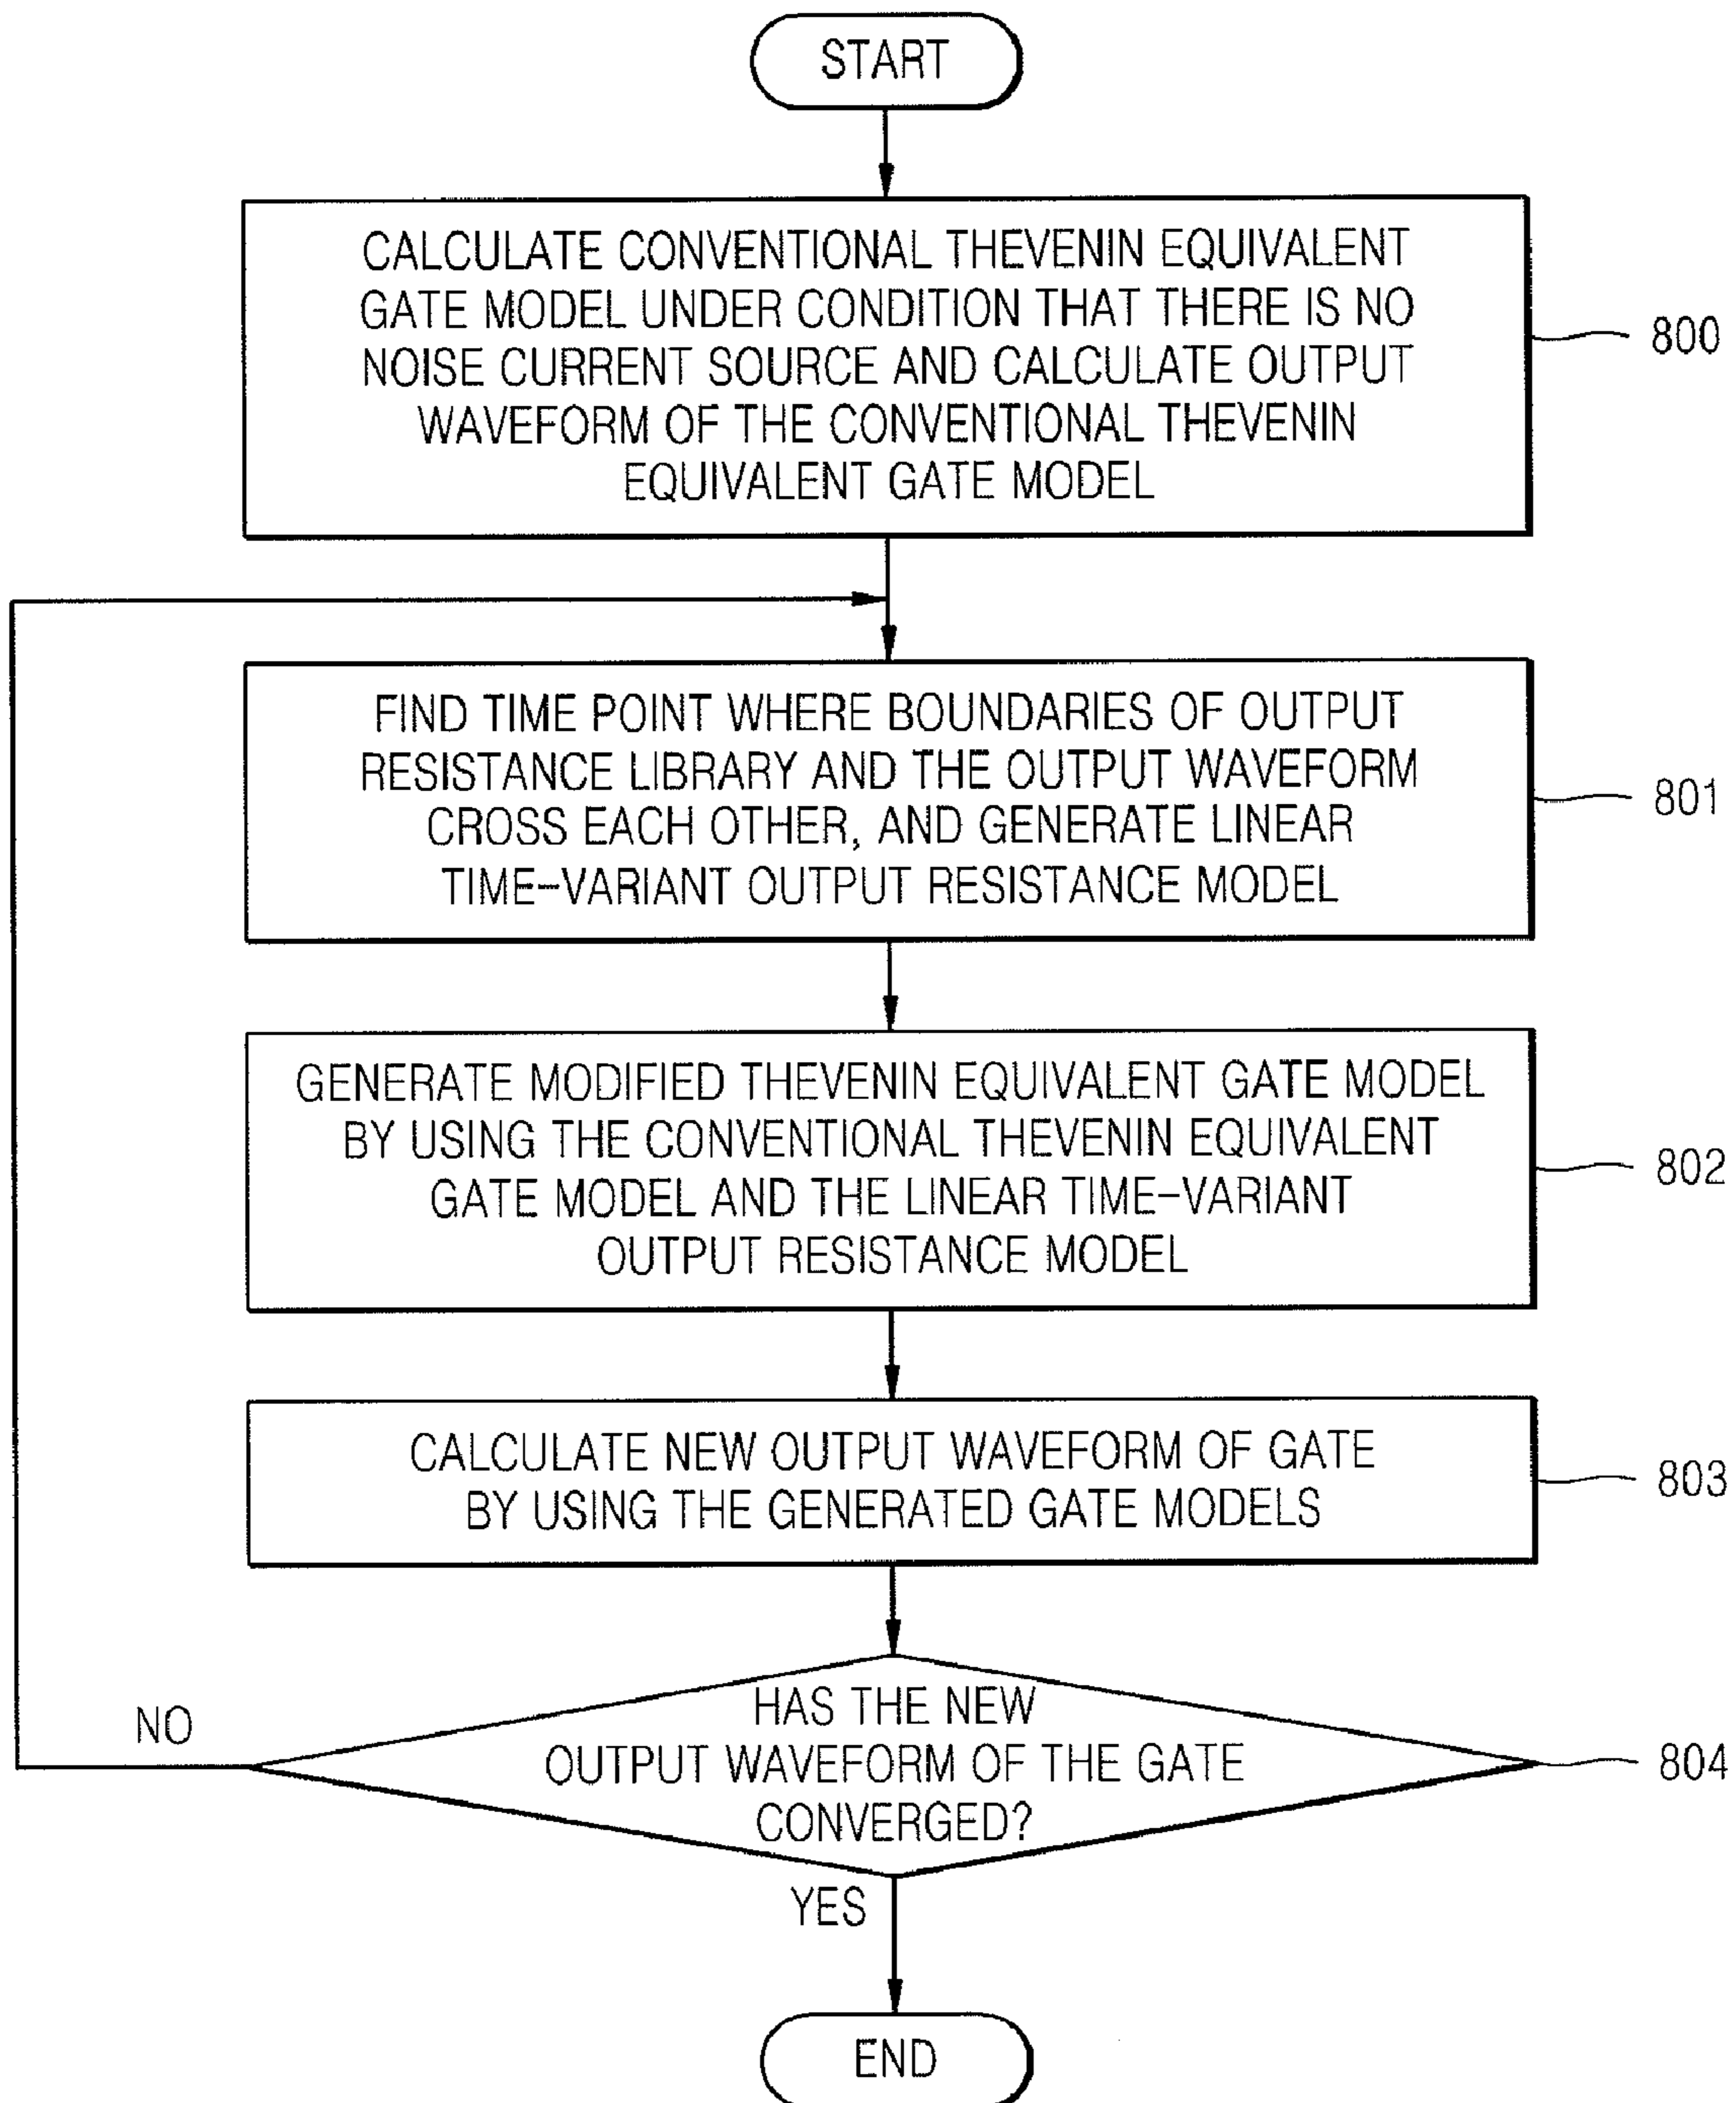 START
CALCULATE CONVENTIONAL THEVENIN EQUIVALENT
GATE MODEL UNDER CONDITION THAT THERE IS NO
NOISE CURRENT SOURCE AND CALCULATE OUTPUT
WAVEFORM OF THE CONVENTIONAL THEVENIN
EQUIVALENT GATE MODEL
800
FIND TIME POINT WHERE BOUNDARIES OF OUTPUT
RESISTANCE LIBRARY AND THE OUTPUT WAVEFORM
CROSS EACH OTHER, AND GENERATE LINEAR
TIME-VARIANT OUTPUT RESISTANCE MODEL
801
GENERATE MODIFIED THEVENIN EQUIVALENT GATE MODEL
BY USING THE CONVENTIONAL THEVENIN EQUIVALENT
GATE MODEL AND THE LINEAR TIME-VARIANT
OUTPUT RESISTANCE MODEL
802
CALCULATE NEW OUTPUT WAVEFORM OF GATE
BY USING THE GENERATED GATE MODELS
803
HAS THE NEW
OUTPUT WAVEFORM OF THE GATE
CONVERGED?
804
NO
YES
END